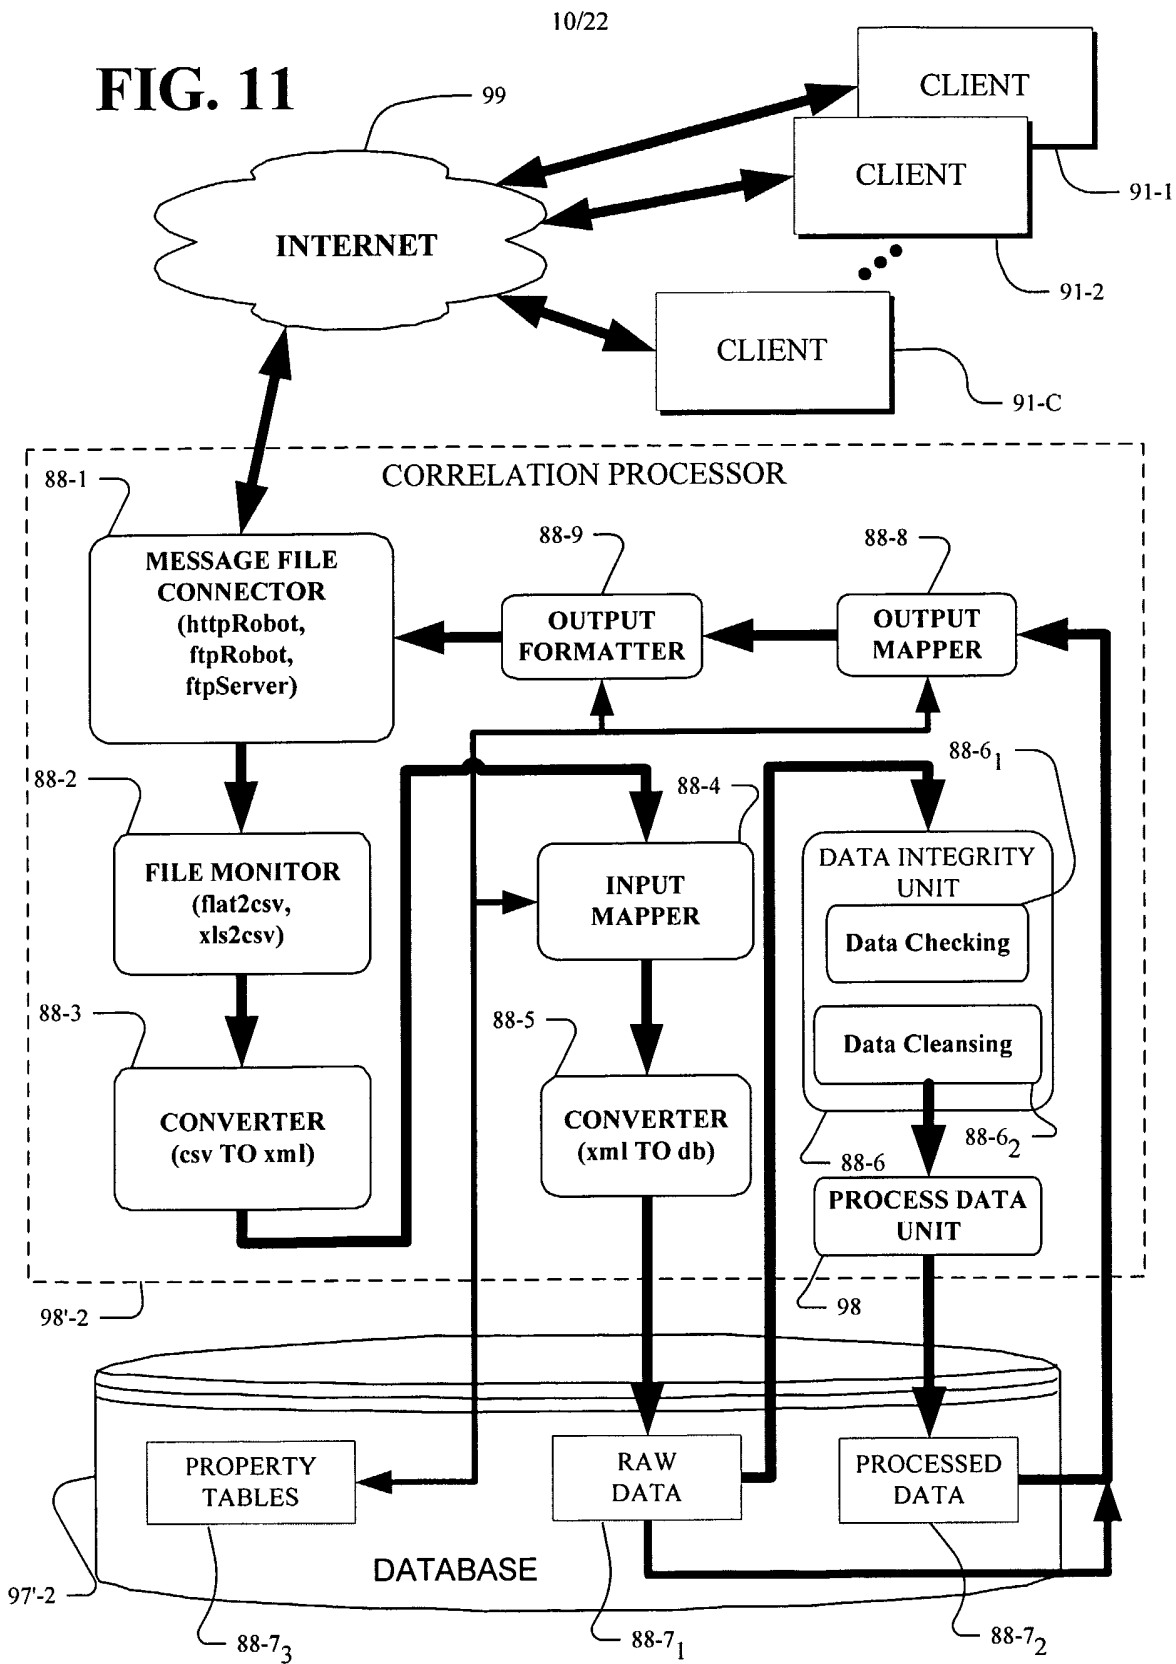 10/22
FIG. 11
99
CLIENT
CLIENT
91-1
INTERNET
91-2
CLIENT
91-C
CORRELATION PROCESSOR
88-1
88-9
88-8
MESSAGE FILE
CONNECTOR
(httpRobot,
ftpRobot,
ftpServer)
OUTPUT
FORMATTER
OUTPUT
MAPPER
88-2
88-4
88-61
FILE MONITOR
(flat2csv,
xls2csv)
INPUT
MAPPER
DATA INTEGRITY
UNIT
Data Checking
88-3
88-5
Data Cleansing
CONVERTER
(csv TO xml)
CONVERTER
(xml TO db)
88-62
88-6
PROCESS DATA
UNIT
98'-2
98
PROPERTY
TABLES
RAW
DATA
PROCESSED
DATA
DATABASE
97'-2
88-73
88-71
88-72